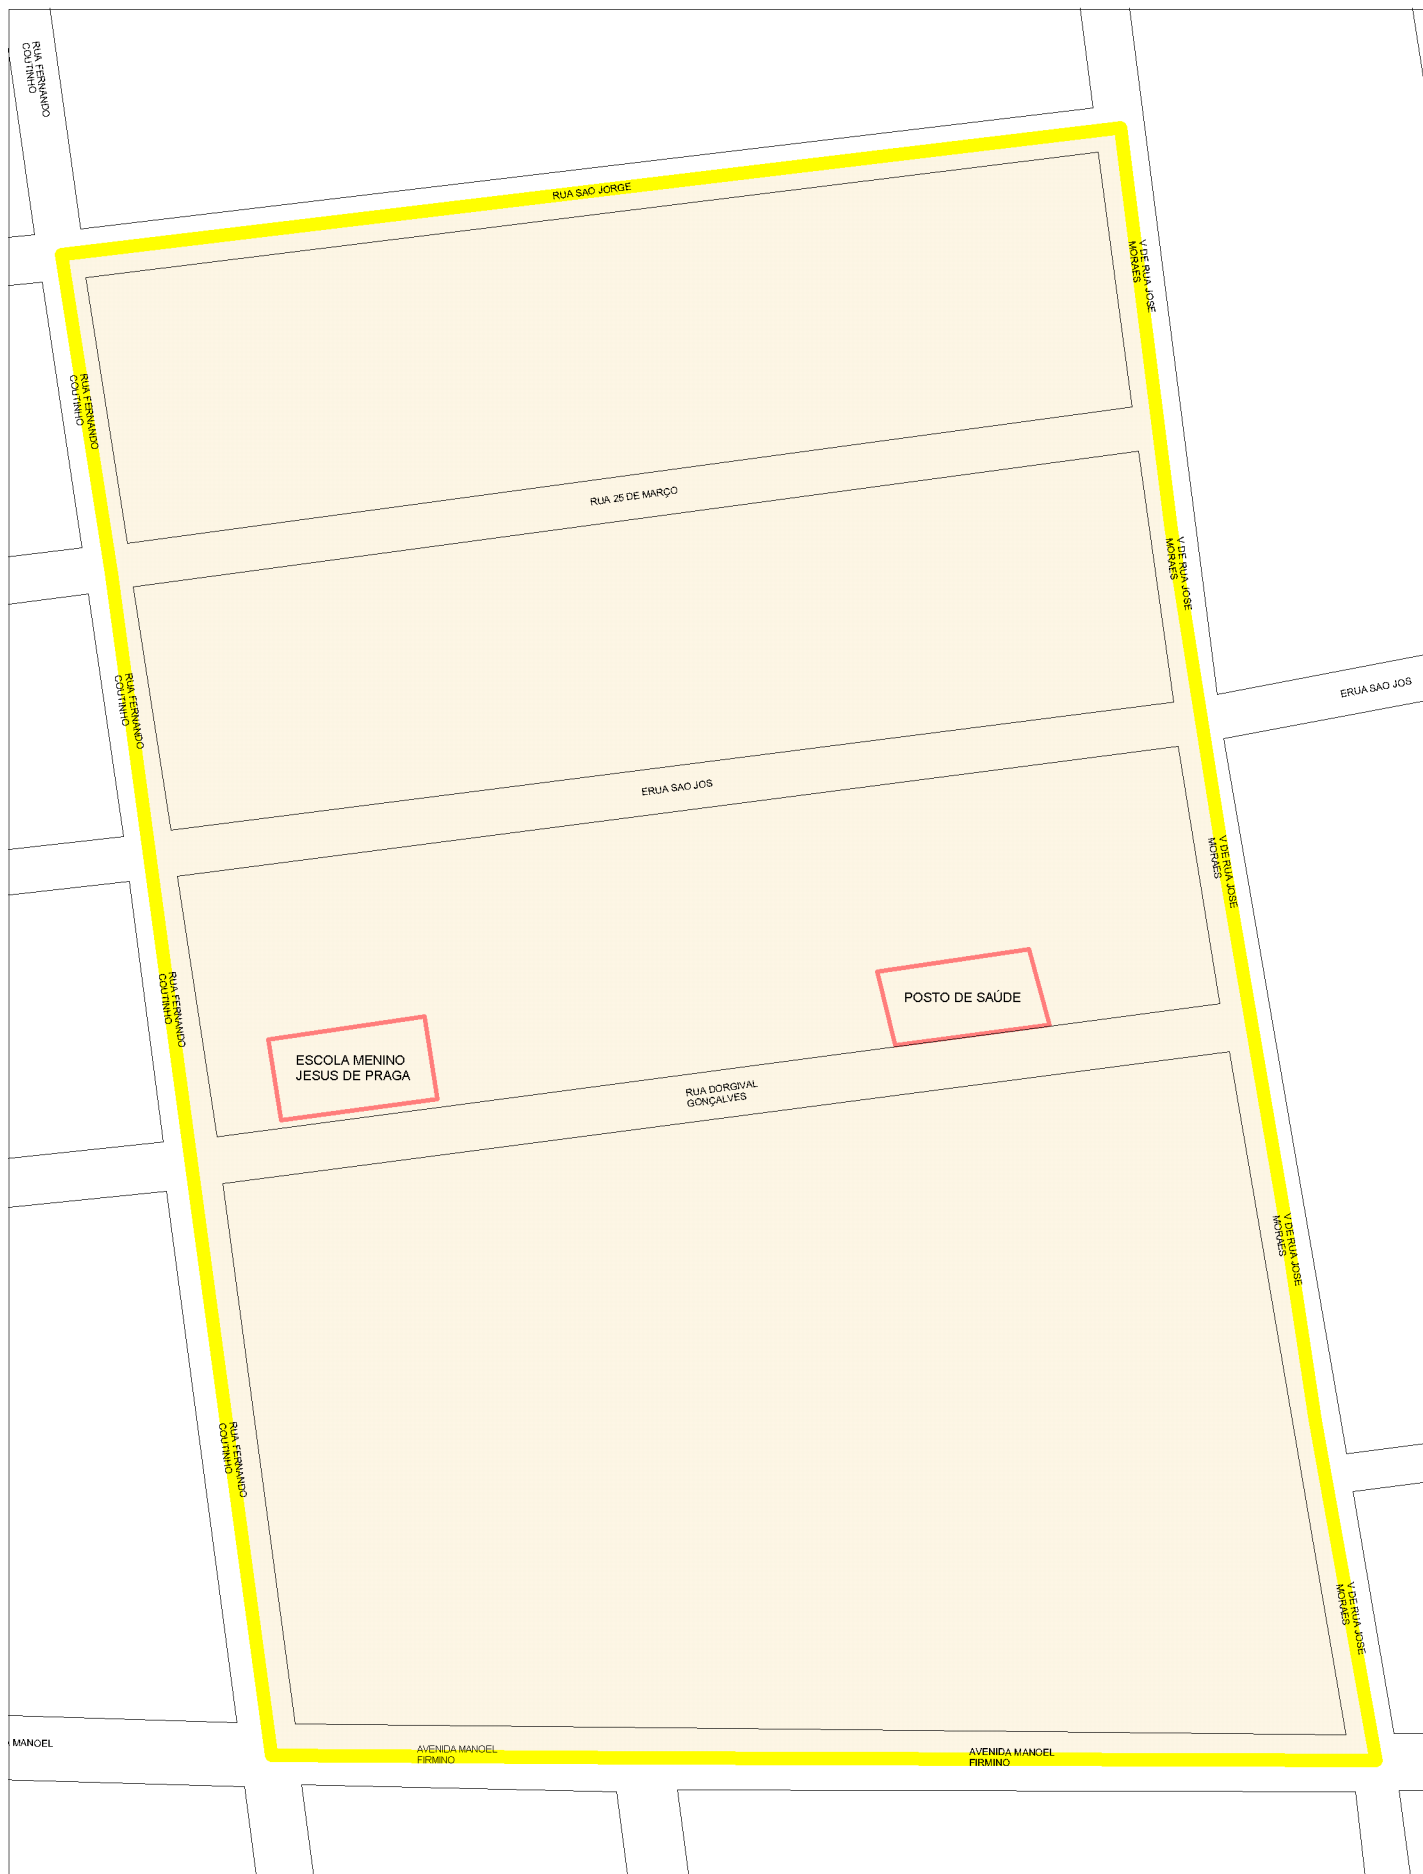 RUA FERNANDO
COUTINHO
RUA SAO JORGE
V DE RUA JOSE
MORAES
RUA FERNANDO
COUTINHO
RUA 25 DE MARÇO
V DE RUA JOSE
MORAES
RUA FERNANDO
COUTINHO
ERUA SAO JOS
ERUA SAO JOS
V DE RUA JOSE
MORAES
RUA FERNANDO
COUTINHO
POSTO DE SAÚDE
ESCOLA MENINO
JESUS DE PRAGA
RUA DORGIVAL
GONÇALVES
V DE RUA JOSE
MORAES
RUA FERNANDO
COUTINHO
V DE RUA JOSE
MORAES
MANOEL
AVENIDA MANOEL
FIRMINO
AVENIDA MANOEL
FIRMINO